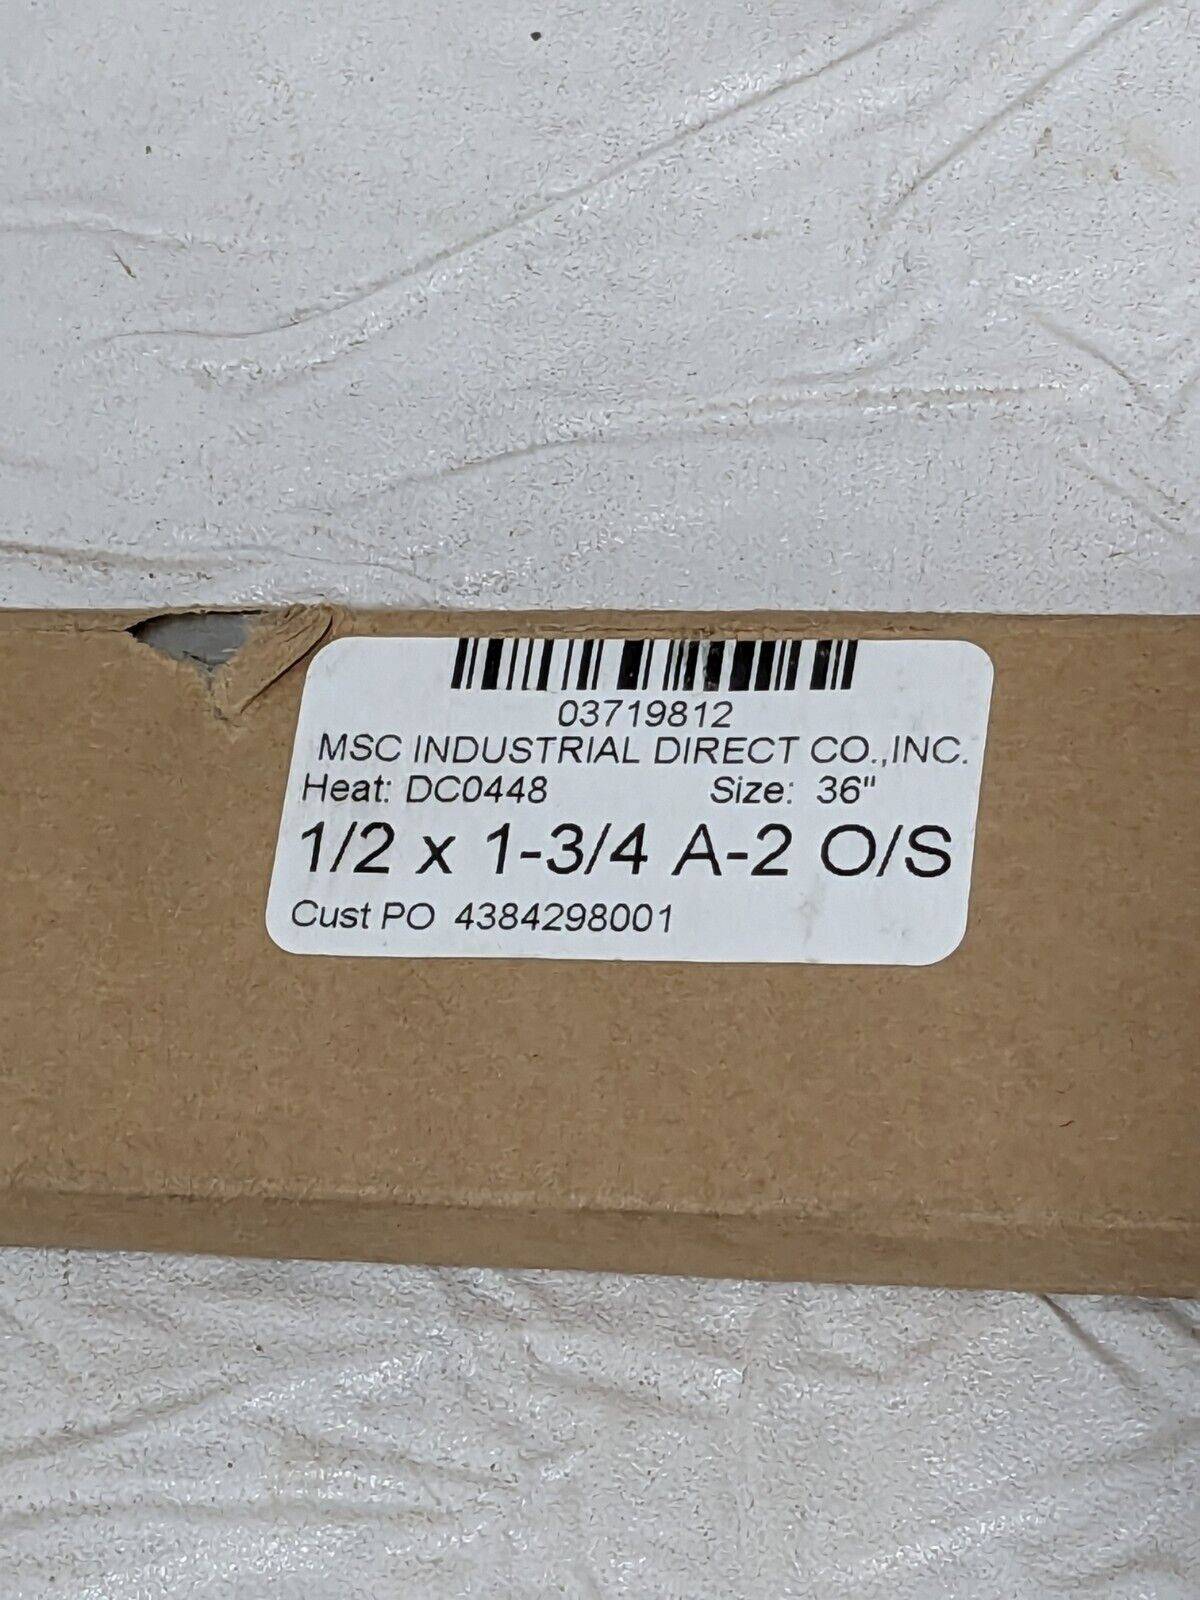 03719812
MSC INDUSTRIAL DIRECT CO.,INC.
Heat: DC0448 Size: 36"
1/2 x 1-3/4 A-2 O/S
Cust PO 4384298001